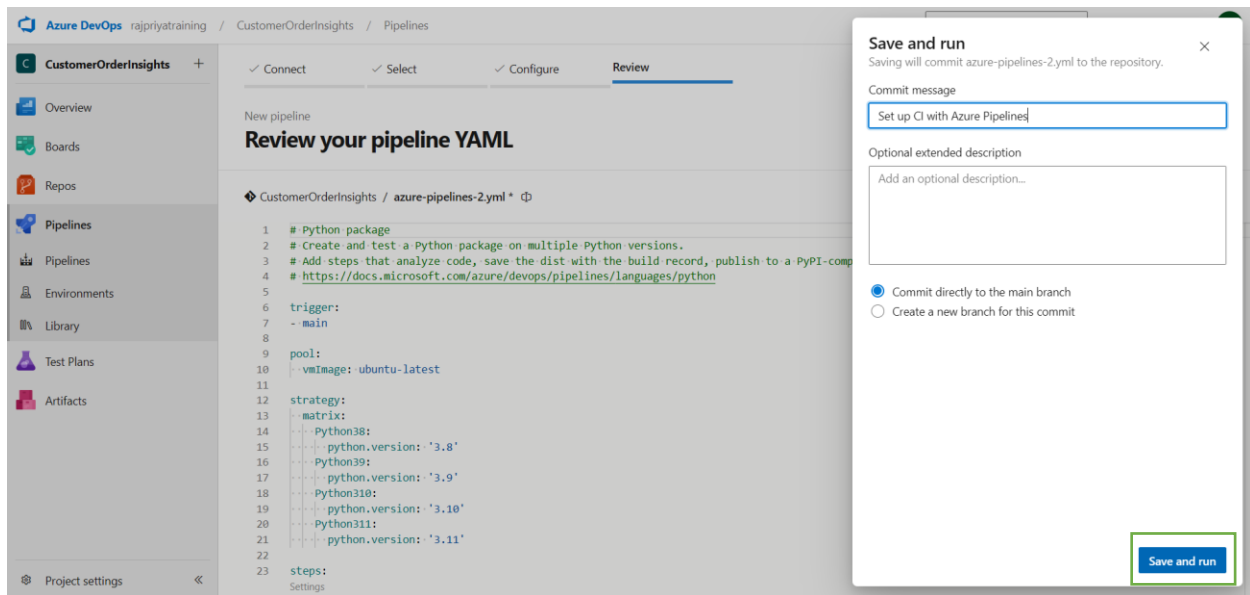 Azure DevOps rajpriyatraining / CustomerOrderInsights / Pipelines
C CustomerOrderInsights +
Overview
Boards
Repos
Pipelines
Pipelines
Environments
Library
Test Plans
Artifacts
Project settings
Connect Select Configure Review
New pipeline
Review your pipeline YAML
CustomerOrderInsights / azure-pipelines-2.yml *
1 # Python package
2 # Create and test a Python package on multiple Python versions.
3 # Add steps that analyze code, save the dist with the build record, publish to a PyPI-comp
4 # https://docs.microsoft.com/azure/devops/pipelines/languages/python
5
6 trigger:
7 - main
8
9 pool:
10 vmImage: ubuntu-latest
11
12 strategy:
13 matrix:
14 Python38:
15 python.version: '3.8'
16 Python39:
17 python.version: '3.9'
18 Python310:
19 python.version: '3.10'
20 Python311:
21 python.version: '3.11'
22
23 steps:
Settings
Save and run
Saving will commit azure-pipelines-2.yml to the repository.
Commit message
Set up CI with Azure Pipelines
Optional extended description
Add an optional description...
Commit directly to the main branch
Create a new branch for this commit
Save and run